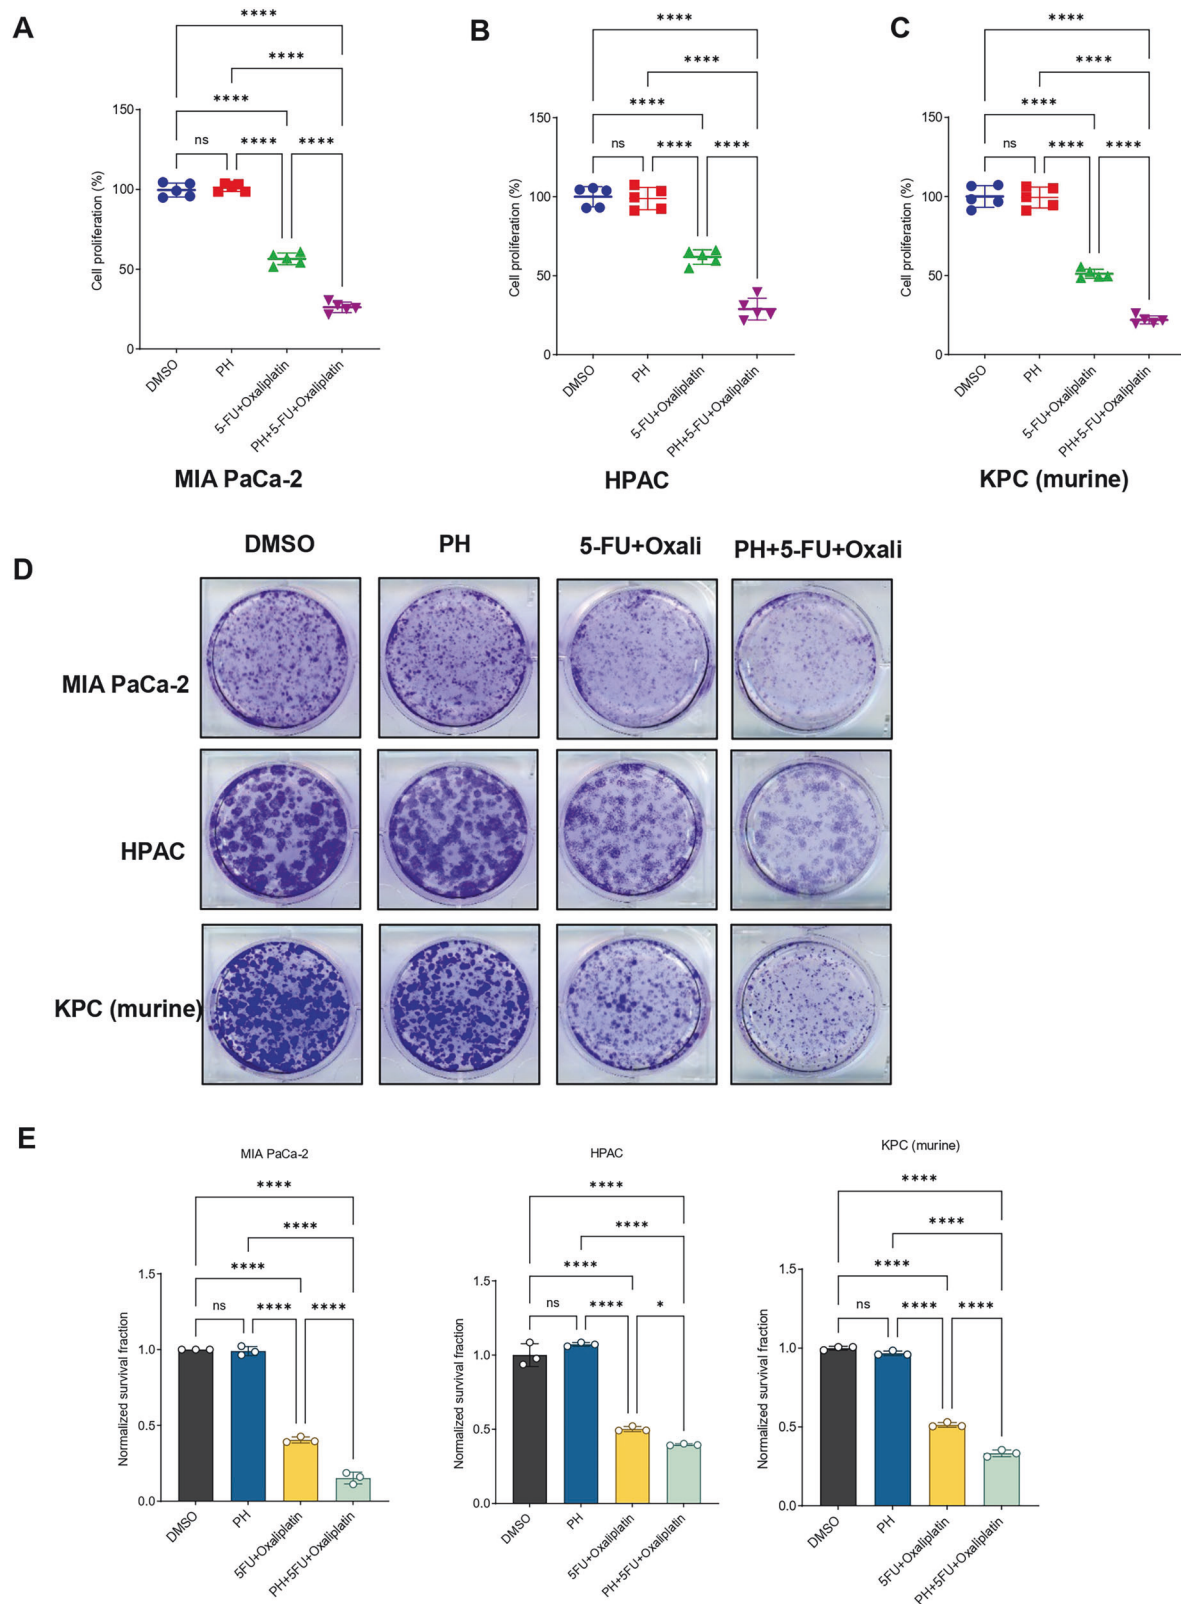 A
B
C
****
****
****
ns
****
****
150
100
50
0
Cell proliferation (%)
DMSO
PH
5-FU+Oxaliplatin
PH+5-FU+Oxaliplatin
MIA PaCa-2
****
****
****
ns
****
****
150
100
50
0
Cell proliferation (%)
DMSO
PH
5-FU+Oxaliplatin
PH+5-FU+Oxaliplatin
HPAC
****
****
****
ns
****
****
150
100
50
0
Cell proliferation (%)
DMSO
PH
5-FU+Oxaliplatin
PH+5-FU+Oxaliplatin
KPC (murine)
D
DMSO
PH
5-FU+Oxali
PH+5-FU+Oxali
MIA PaCa-2
HPAC
KPC (murine)
E
MIA PaCa-2
****
****
****
ns
****
****
1.5
1.0
0.5
0.0
Normalized survival fraction
DMSO
PH
5FU+Oxaliplatin
PH+5FU+Oxaliplatin
HPAC
****
****
****
ns
****
*
1.5
1.0
0.5
0.0
Normalized survival fraction
DMSO
PH
5FU+Oxaliplatin
PH+5FU+Oxaliplatin
KPC (murine)
****
****
****
ns
****
****
1.5
1.0
0.5
0.0
Normalized survival fraction
DMSO
PH
5FU+Oxaliplatin
PH+5FU+Oxaliplatin